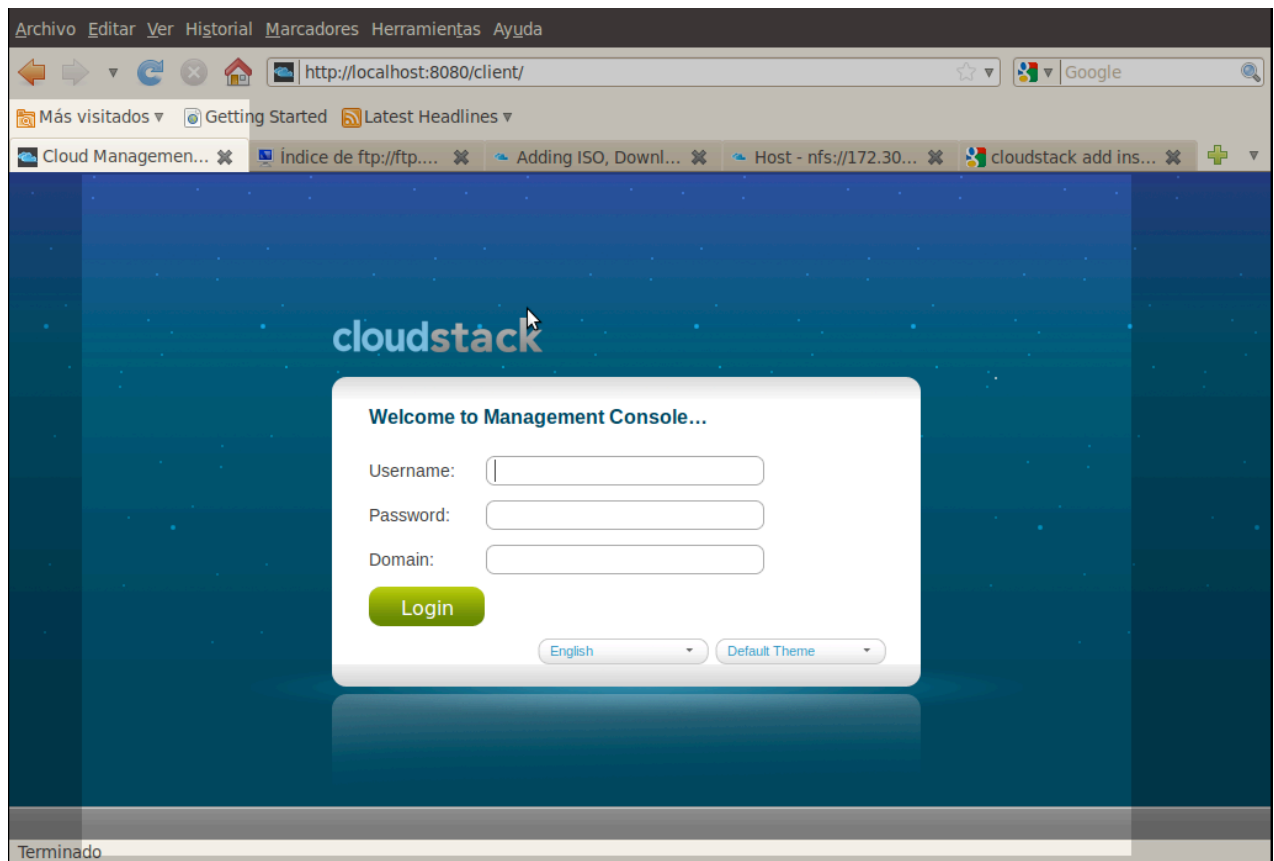 Archivo Editar Ver Historial Marcadores Herramientas Ayuda
http://localhost:8080/client/
Google
Más visitados Getting Started Latest Headlines
Cloud Managemen... Índice de ftp://ftp.... Adding ISO, Downl... Host - nfs://172.30... cloudstack add ins...
cloudstack
Welcome to Management Console...
Username:
Password:
Domain:
Login
English Default Theme
Terminado